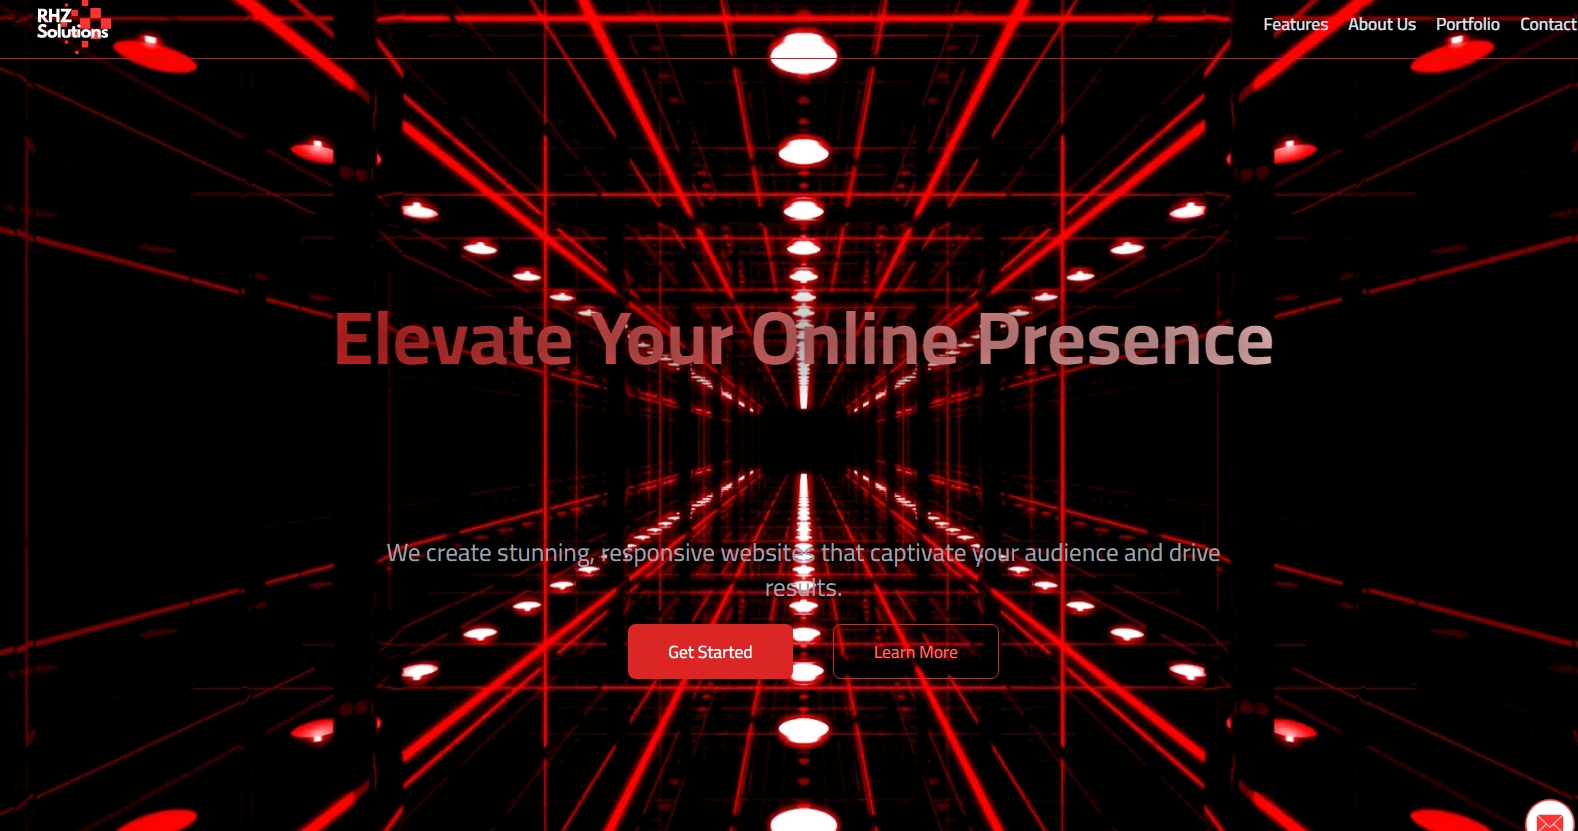 RHZ
Solutions
Features About Us Portfolio Contact
Elevate Your Online Presence
We create stunning, responsive websites that captivate your audience and drive
results.
Get Started Learn More